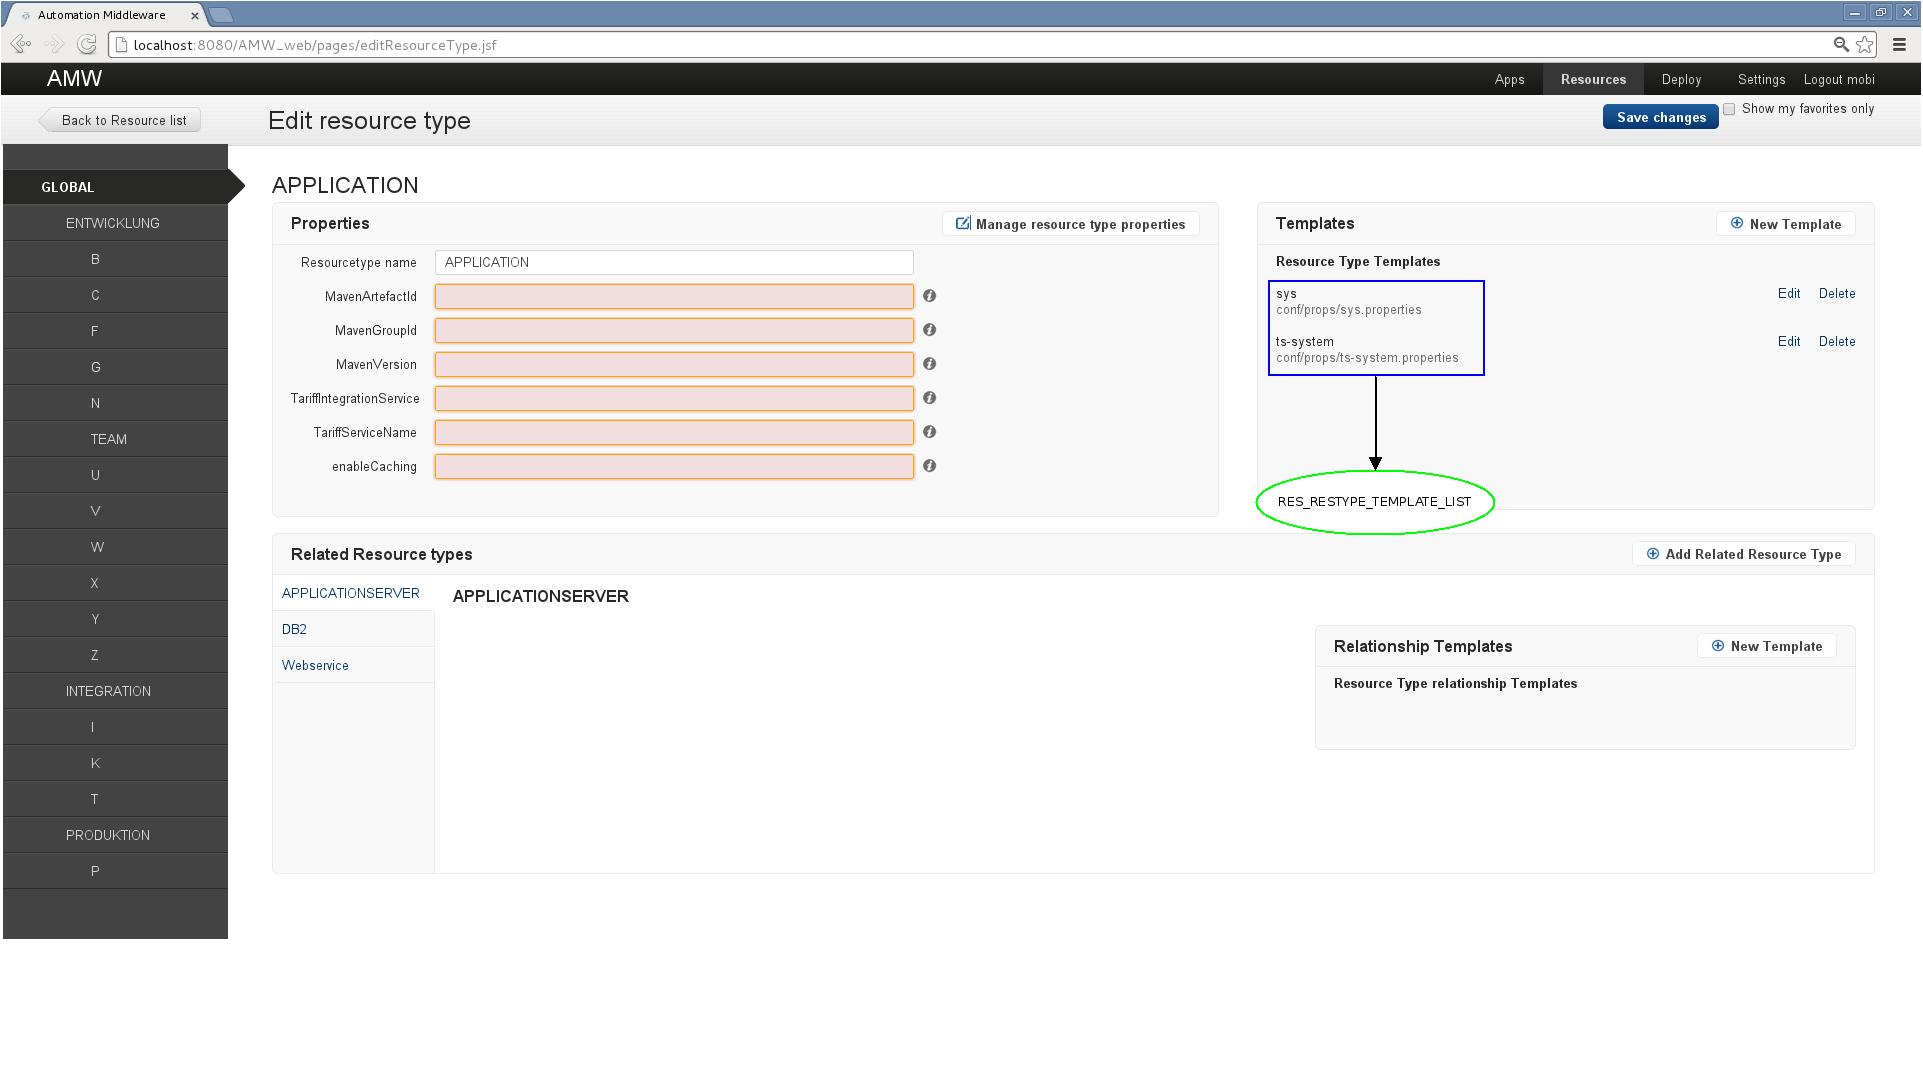 Automation Middleware
localhost:8080/AMW_web/pages/editResourceType.jsf
AMW
Apps
Resources
Deploy
Settings
Logout mobi
Back to Resource list
Edit resource type
Save changes
Show my favorites only
GLOBAL
ENTWICKLUNG
B
C
F
G
N
TEAM
U
V
W
X
Y
Z
INTEGRATION
I
K
T
PRODUKTION
P
APPLICATION
Properties
Manage resource type properties
Resourcetype name
APPLICATION
MavenArtefactId
MavenGroupId
MavenVersion
TariffIntegrationService
TariffServiceName
enableCaching
Templates
New Template
Resource Type Templates
sys
conf/props/sys.properties
Edit Delete
ts-system
conf/props/ts-system.properties
Edit Delete
RES_RESTYPE_TEMPLATE_LIST
Related Resource types
Add Related Resource Type
APPLICATIONSERVER
DB2
Webservice
APPLICATIONSERVER
Relationship Templates
New Template
Resource Type relationship Templates